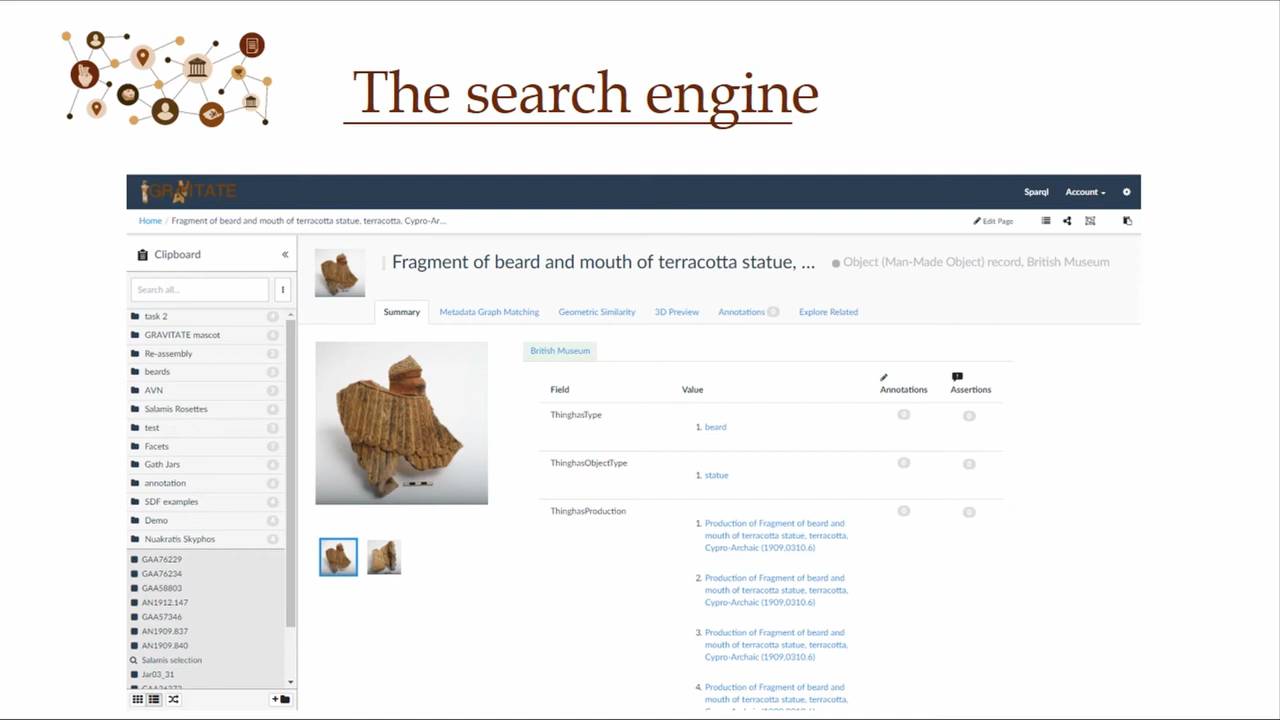 The search engine
GRAVITATE
Sparql
Account
Home / Fragment of beard and mouth of terracotta statue, terracotta, Cypro-Ar...
Edit Page
Clipboard
«
Search all...
task 2 4
GRAVITATE mascot
Re-assembly
beards
AVN
Salamis Rosettes
test
Facets
Gath Jars
annotation
SDF examples
Demo
Nuakratis Skyphos
GAA76229
GAA76234
GAA58803
AN1912.147
GAA57346
AN1909.837
AN1909.840
Salamis selection
Jar03_31
Fragment of beard and mouth of terracotta statue, ...
Object (Man-Made Object) record, British Museum
Summary
Metadata Graph Matching
Geometric Similarity
3D Preview
Annotations 0
Explore Related
British Museum
Field
Value
Annotations
Assertions
ThinghasType
0
0
1. beard
ThinghasObjectType
0
0
1. statue
ThinghasProduction
0
0
1. Production of Fragment of beard and
mouth of terracotta statue, terracotta,
Cypro-Archaic (1909,0310.6)
2. Production of Fragment of beard and
mouth of terracotta statue, terracotta,
Cypro-Archaic (1909,0310.6)
3. Production of Fragment of beard and
mouth of terracotta statue, terracotta,
Cypro-Archaic (1909,0310.6)
4. Production of Fragment of beard and
mouth of terracotta statue, terracotta,